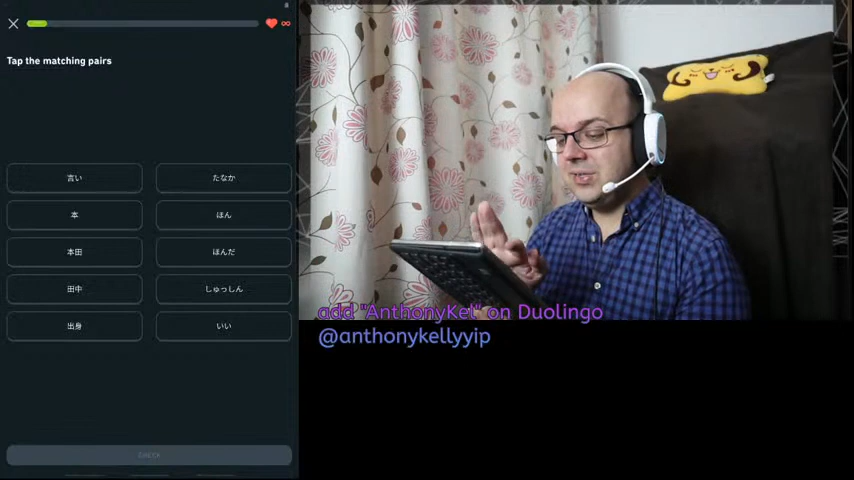 Tap the matching pairs
言い
たなか
本
ほん
本田
ほんだ
田中
しゅっしん
出身
いい
CHECK
add "AnthonyKel" on Duolingo
@anthonykellyyip